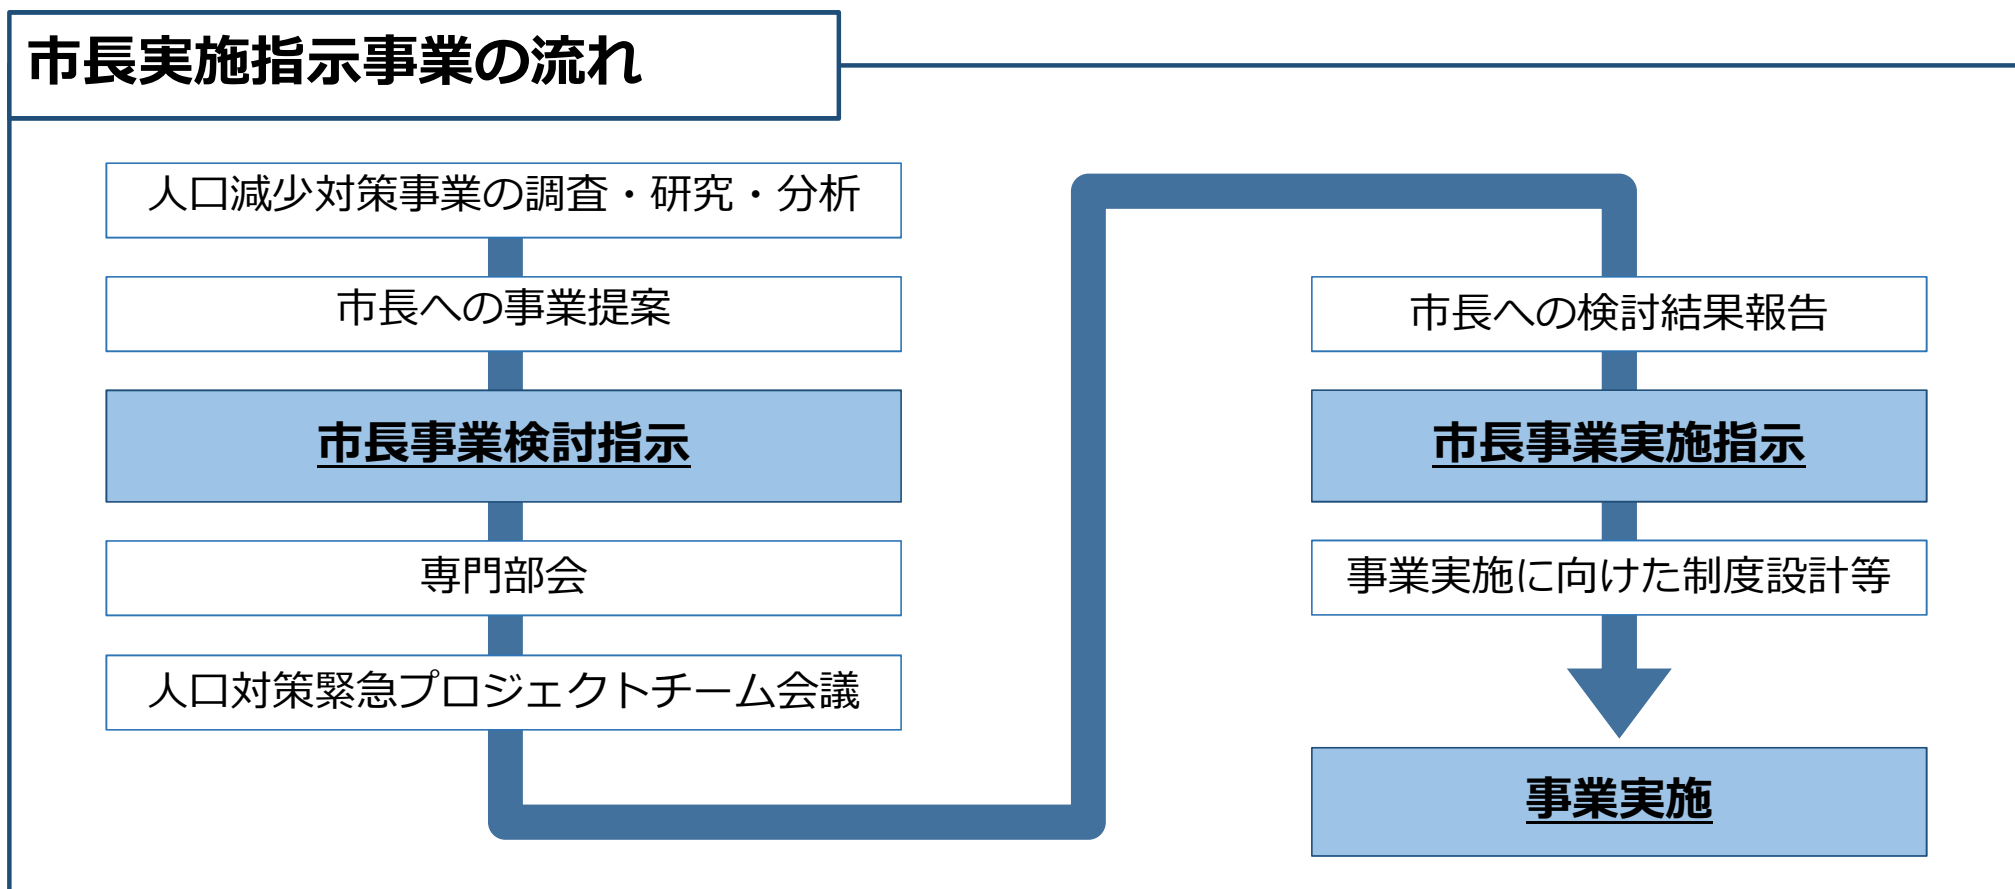 市長実施指示事業の流れ
人口減少対策事業の調査・研究・分析
市長への事業提案
市長事業検討指示
専門部会
人口対策緊急プロジェクトチーム会議
市長への検討結果報告
市長事業実施指示
事業実施に向けた制度設計等
事業実施